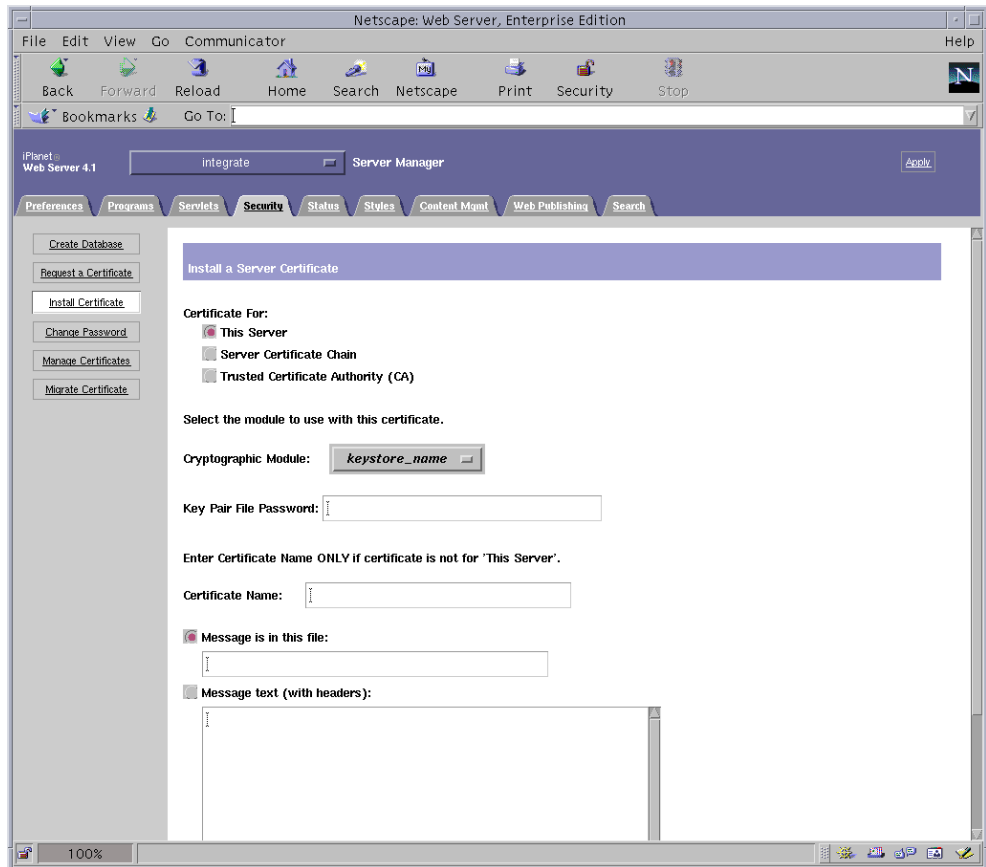 Netscape: Web Server, Enterprise Edition
File Edit View Go Communicator Help
Back Forward Reload Home Search Netscape Print Security Stop
My
N
Bookmarks Go To:
iPlanet
Web Server 4.1
integrate
Server Manager
Apply
Preferences Programs Servlets Security Status Styles Content Mgmt Web Publishing Search
Create Database
Request a Certificate
Install Certificate
Change Password
Manage Certificates
Migrate Certificate
Install a Server Certificate
Certificate For:
This Server
Server Certificate Chain
Trusted Certificate Authority (CA)
Select the module to use with this certificate.
Cryptographic Module: keystore_name
Key Pair File Password:
Enter Certificate Name ONLY if certificate is not for 'This Server'.
Certificate Name:
Message is in this file:
Message text (with headers):
100%